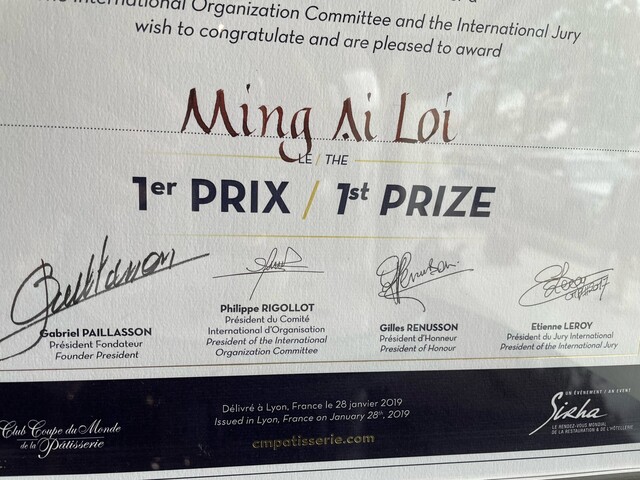 International Organization Committee and the International Jury
wish to congratulate and are pleased to award
Ming Ai Loi
LE / THE
1er PRIX / 1st PRIZE
Gabriel PAILLASSON
Président Fondateur
Founder President
Philippe RIGOLLOT
Président du Comité
International d'Organisation
President of the International
Organization Committee
Gilles RENUSSON
Président d'Honneur
President of Honour
Etienne LEROY
Président du Jury International
President of the International Jury
Club Coupe du Monde
de la Pâtisserie
Délivré à Lyon, France le 28 janvier 2019
Issued in Lyon, France on January 28th, 2019
cmpatisserie.com
UN ÉVÈNEMENT / AN EVENT
Sirha
LE RENDEZ-VOUS MONDIAL
DE LA RESTAURATION & DE L'HÔTELLERIE